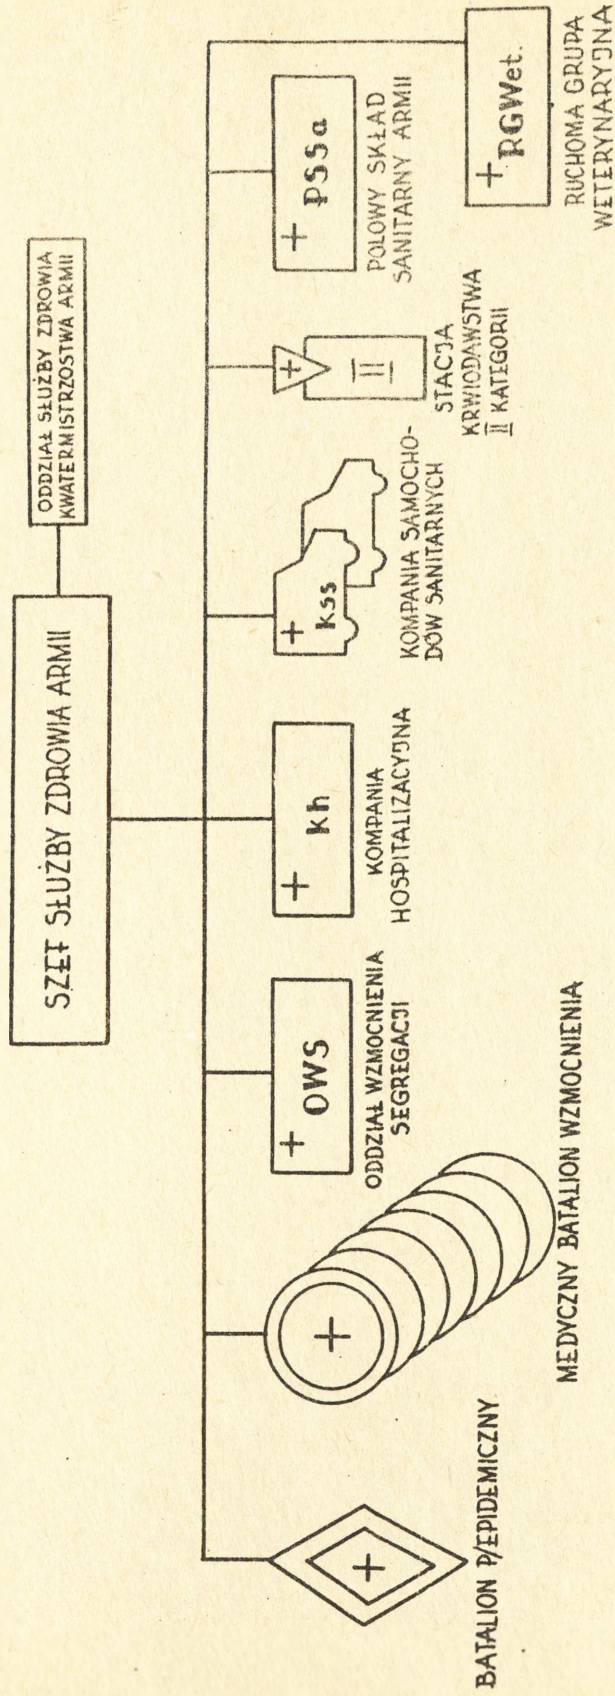 SZEF SŁUŻBY ZDROWIA ARMII
ODDZIAŁ SŁUŻBY ZDROWIA
KWATERMISTRZOSTWA ARMII
BATALION P/EPIDEMICZNY
MEDYCZNY BATALION WZMOCNIENIA
OWS
ODDZIAŁ WZMOCNIENIA
SEGREGACJI
kh
KOMPANIA
HOSPITALIZACYJNA
kss
KOMPANIA SAMOCHO-
DÓW SANITARNYCH
II
STACJA
KRWIODAWSTWA
II KATEGORII
PSSa
POLOWY SKŁAD
SANITARNY ARMII
RGWet.
RUCHOMA GRUPA
WETERYNARYJNA